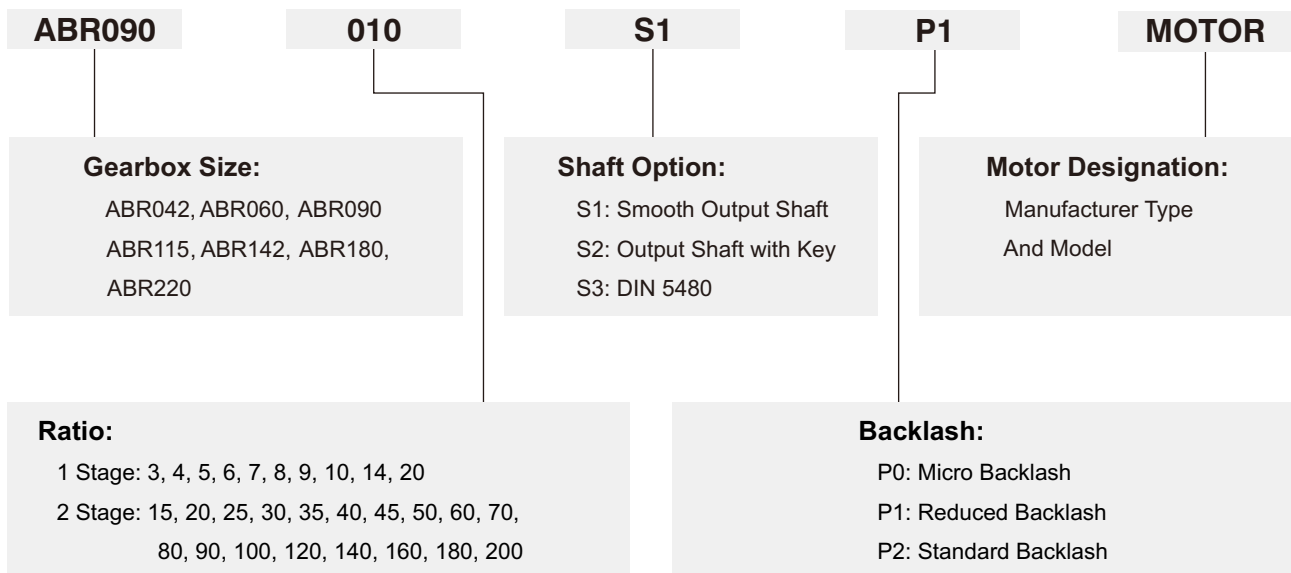 ABR090 010 S1 P1 MOTOR
Gearbox Size:
ABR042, ABR060, ABR090
ABR115, ABR142, ABR180,
ABR220
Shaft Option:
S1: Smooth Output Shaft
S2: Output Shaft with Key
S3: DIN 5480
Motor Designation:
Manufacturer Type
And Model
Ratio:
1 Stage: 3, 4, 5, 6, 7, 8, 9, 10, 14, 20
2 Stage: 15, 20, 25, 30, 35, 40, 45, 50, 60, 70,
80, 90, 100, 120, 140, 160, 180, 200
Backlash:
P0: Micro Backlash
P1: Reduced Backlash
P2: Standard Backlash